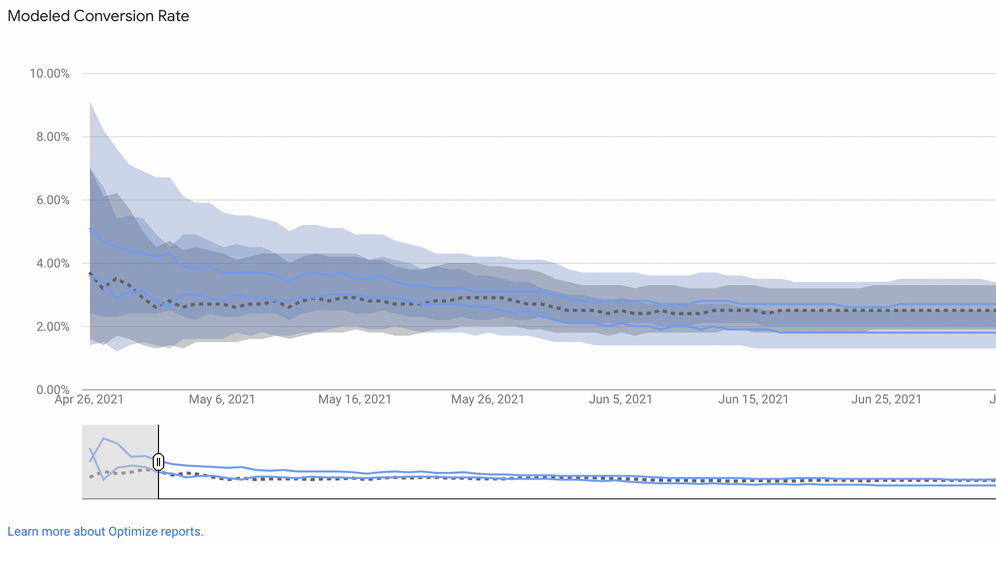 Modeled Conversion Rate
10.00%
8.00%
6.00%
4.00%
2.00%
0.00%
Apr 26, 2021 May 6, 2021 May 16, 2021 May 26, 2021 Jun 5, 2021 Jun 15, 2021 Jun 25, 2021 J
Learn more about Optimize reports.